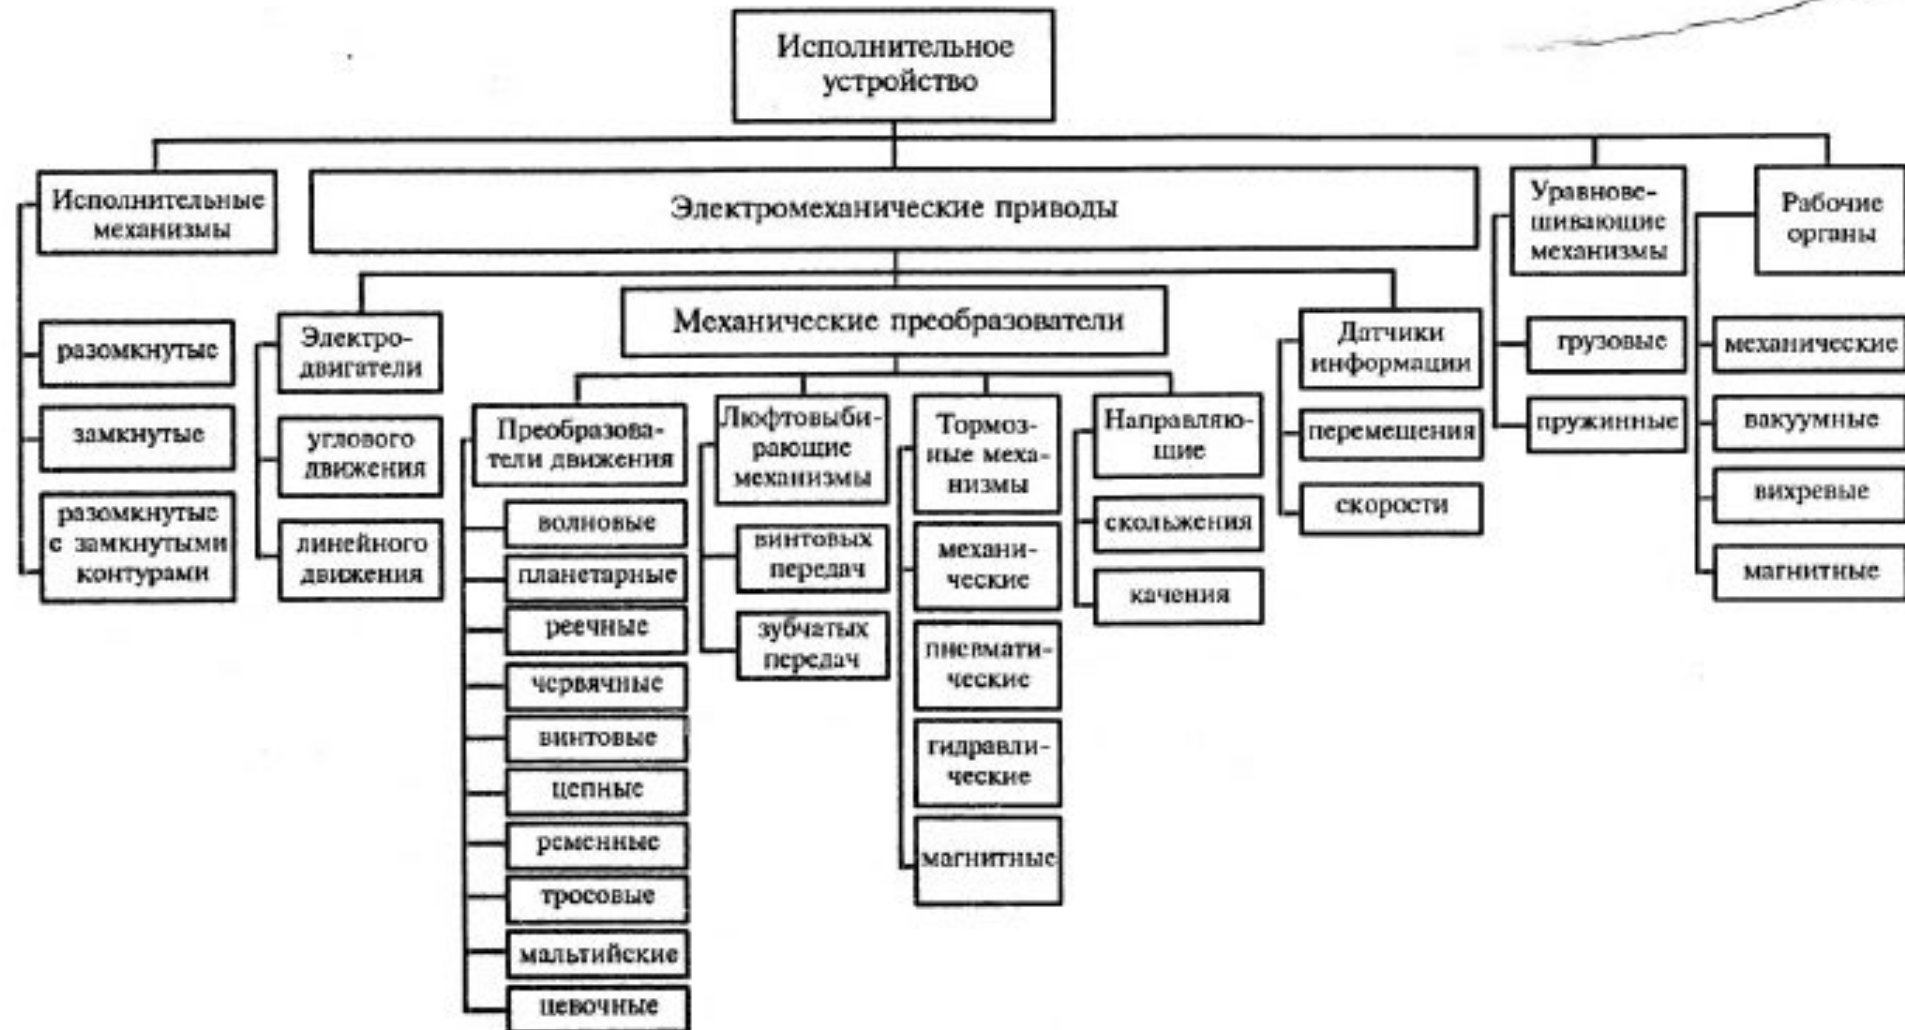 Исполнительное
устройство
Исполнительные
механизмы
разомкнутые
замкнутые
разомкнутые
с замкнутыми
контурами
Электромеханические приводы
Электро-
двигатели
углового
движения
линейного
движения
Механические преобразователи
Преобразова-
тели движения
волновые
планетарные
реечные
червячные
винтовые
цепные
ременные
тросовые
мальтийские
цевочные
Люфтовыби-
рающие
механизмы
винтовых
передач
зубчатых
передач
Тормоз-
ные меха-
низмы
механи-
ческие
пневмати-
ческие
гидравли-
ческие
магнитные
Направляю-
щие
скольжения
качения
Датчики
информации
перемещения
скорости
Уравнове-
шивающие
механизмы
грузовые
пружинные
Рабочие
органы
механические
вакуумные
вихревые
магнитные